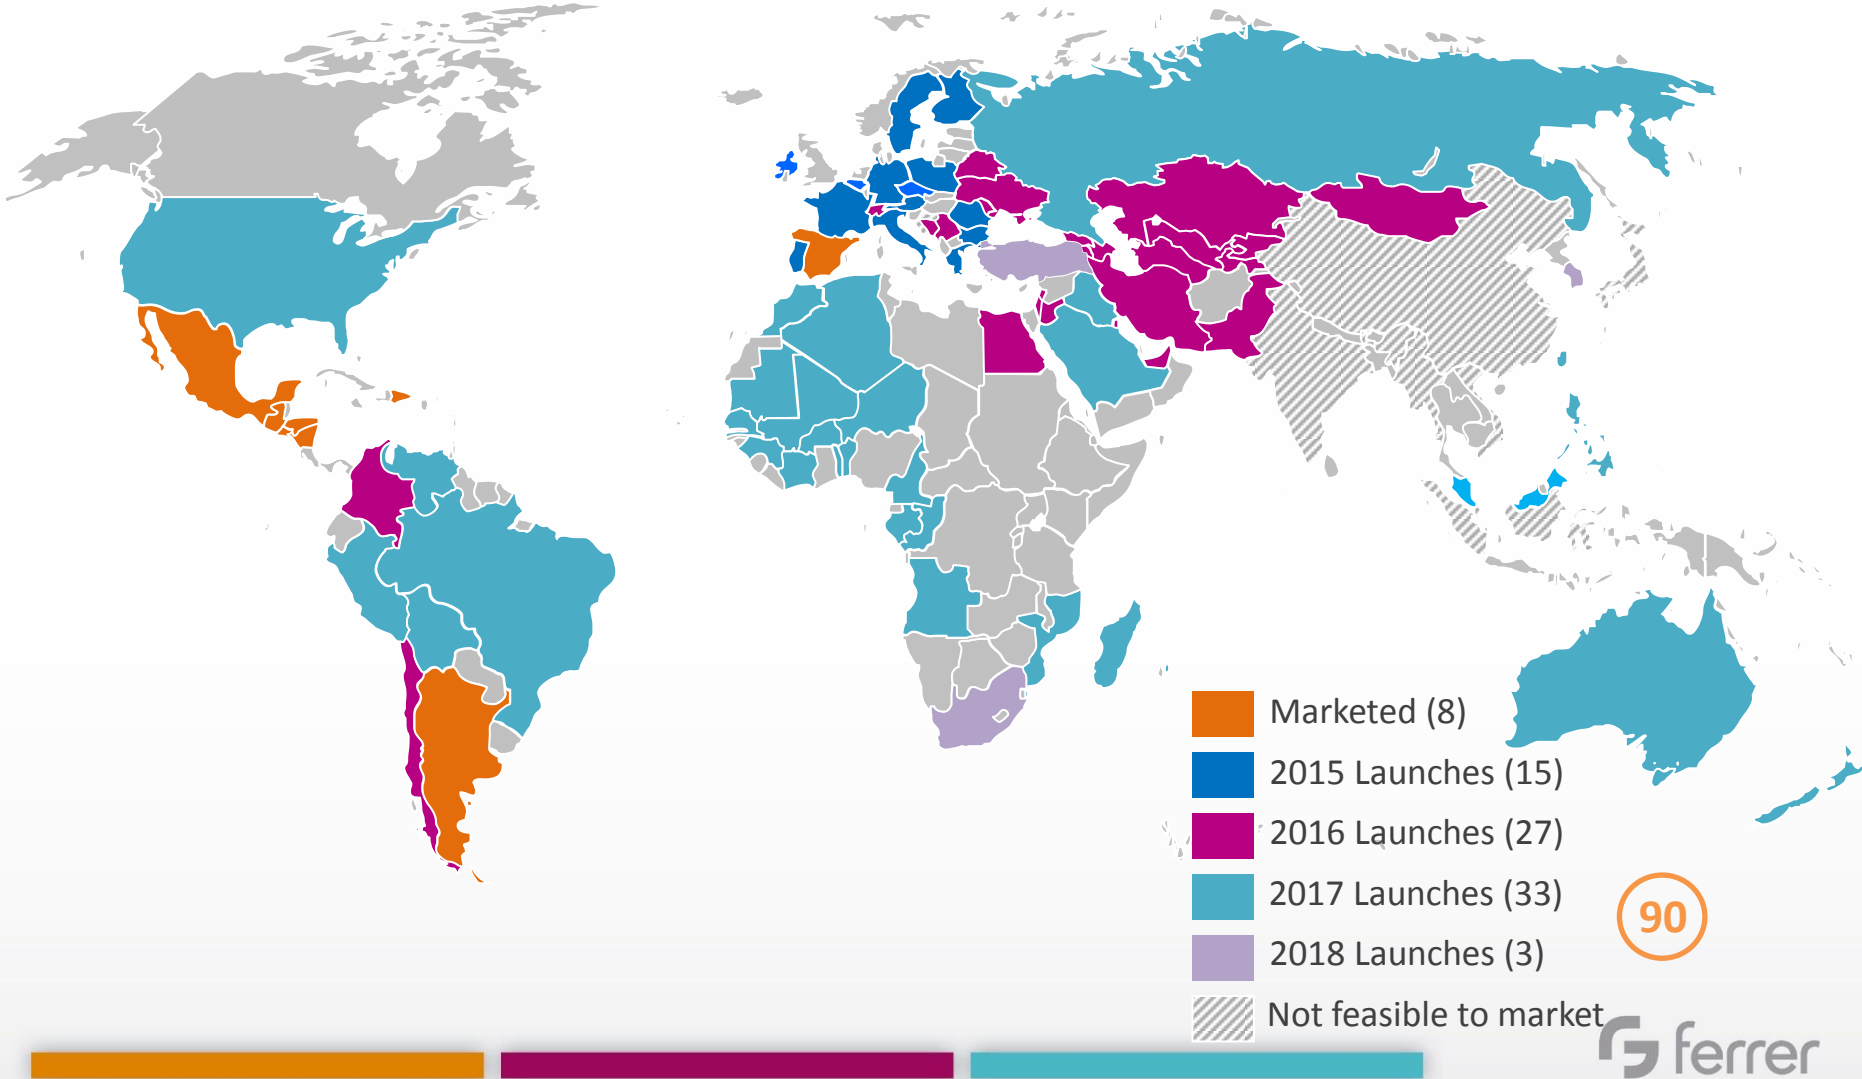 Marketed (8)
2015 Launches (15)
2016 Launches (27)
2017 Launches (33)
90
2018 Launches (3)
Not feasible to market
ferrer